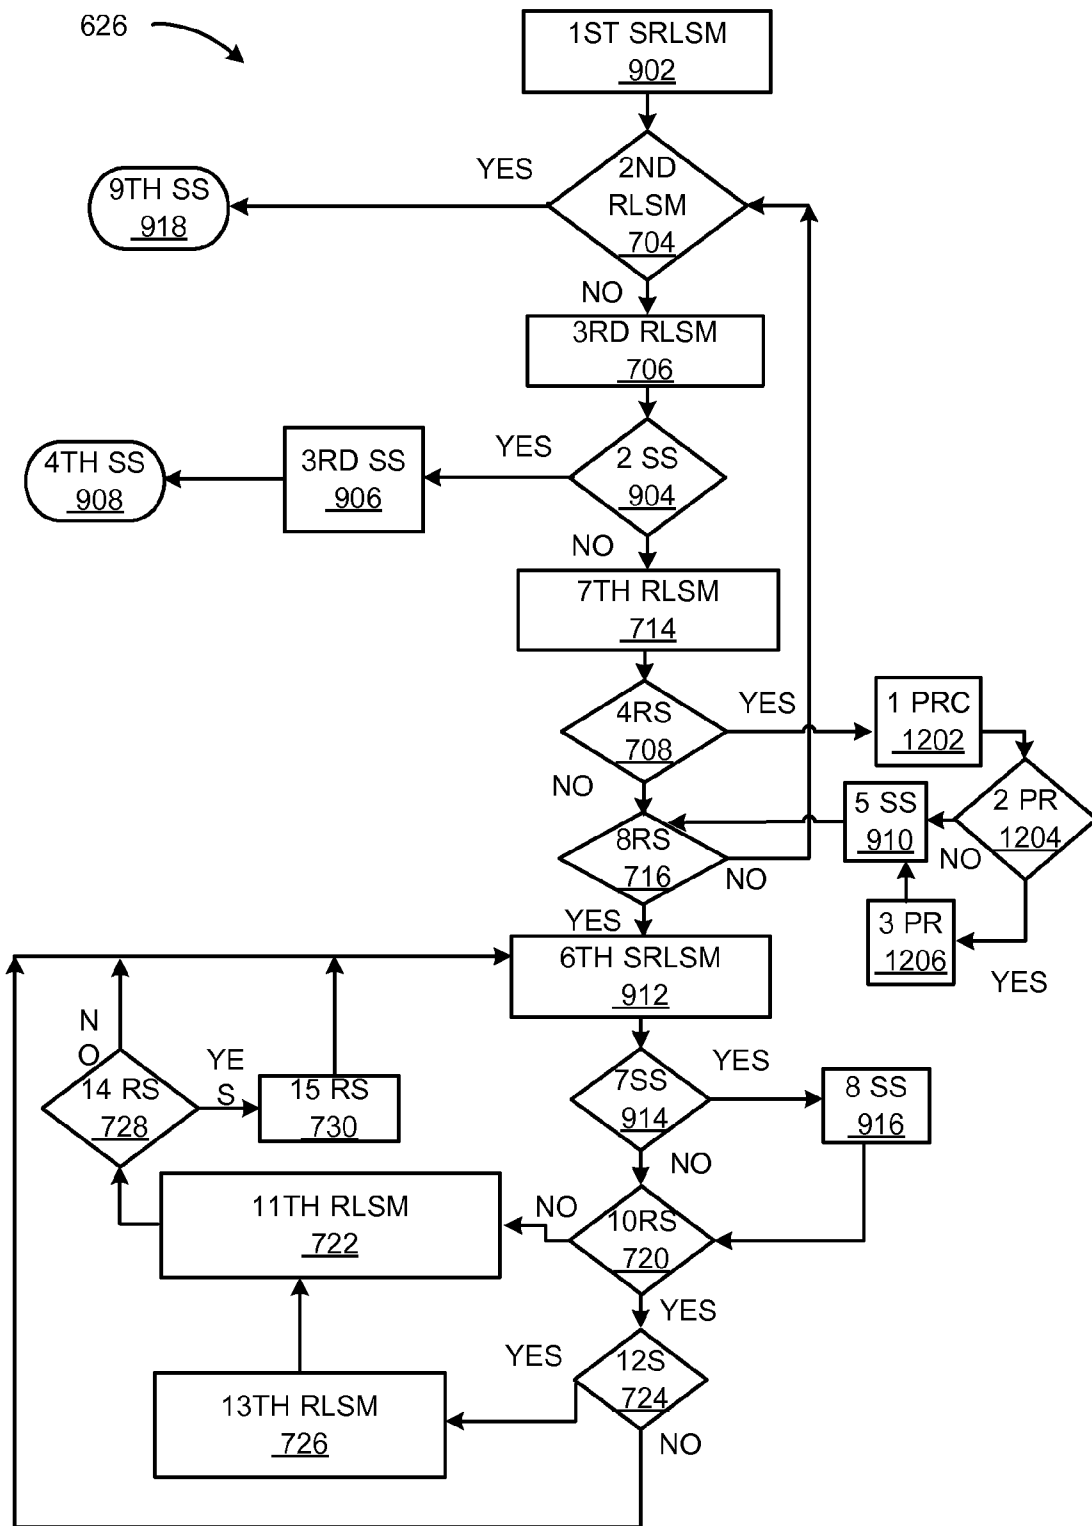 626
1ST SRLSM
902
YES
2ND
RLSM
704
9TH SS
918
NO
3RD RLSM
706
YES
2 SS
904
3RD SS
906
4TH SS
908
NO
7TH RLSM
714
4RS
708
YES
1 PRC
1202
NO
5 SS
910
2 PR
1204
NO
8RS
716
NO
YES
3 PR
1206
YES
6TH SRLSM
912
N
O
YE
S
14 RS
728
15 RS
730
7SS
914
YES
8 SS
916
NO
11TH RLSM
722
NO
10RS
720
YES
YES
12S
724
13TH RLSM
726
NO